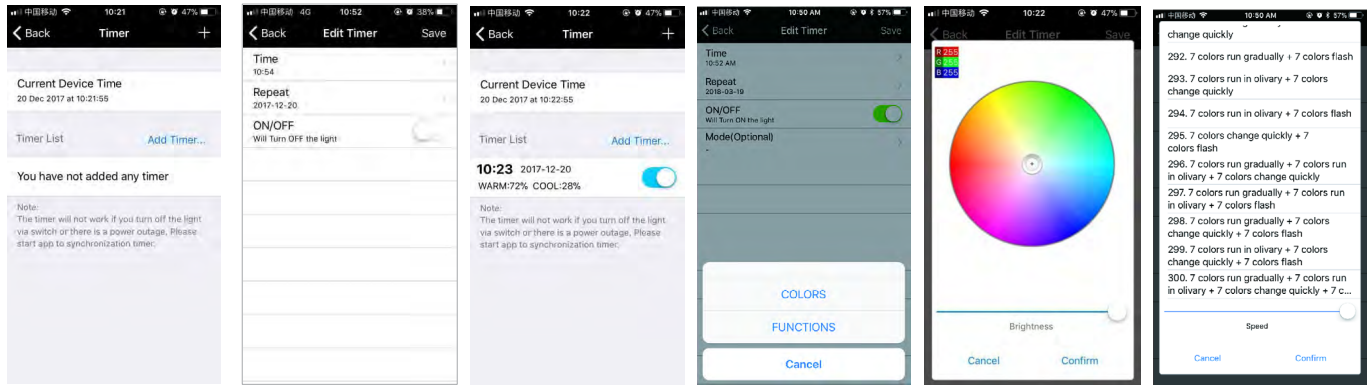 中国移动 10:21 47%
Back Timer +
Current Device Time
20 Dec 2017 at 10:21:55
Timer List Add Timer...
You have not added any timer
Note:
The timer will not work if you turn off the light
via switch or there is a power outage, Please
start app to synchronization timer.
中国移动 4G 10:52 38%
Back Edit Timer Save
Time
10:54
Repeat
2017-12-20
ON/OFF
Will Turn OFF the light
中国移动 10:22 47%
Back Timer +
Current Device Time
20 Dec 2017 at 10:22:55
Timer List Add Timer...
10:23 2017-12-20
WARM:72% COOL:28%
Note:
The timer will not work if you turn off the light
via switch or there is a power outage, Please
start app to synchronization timer.
中国移动 10:50 AM 57%
Back Edit Timer Save
Time
10:52 AM
Repeat
2018-03-19
ON/OFF
Will Turn ON the light
Mode(Optional)
-
COLORS
FUNCTIONS
Cancel
中国移动 10:22 47%
Back Edit Timer Save
R 255
G 255
B 255
Brightness
Cancel Confirm
中国移动 10:50 AM 57%
change quickly
292. 7 colors run gradually + 7 colors flash
293. 7 colors run in olivary + 7 colors
change quickly
294. 7 colors run in olivary + 7 colors flash
295. 7 colors change quickly + 7
colors flash
296. 7 colors run gradually + 7 colors run
in olivary + 7 colors change quickly
297. 7 colors run gradually + 7 colors run
in olivary + 7 colors flash
298. 7 colors run gradually + 7 colors
change quickly + 7 colors flash
299. 7 colors run in olivary + 7 colors
change quickly + 7 colors flash
300. 7 colors run gradually + 7 colors run
in olivary + 7 colors change quickly + 7 c...
Speed
Cancel Confirm